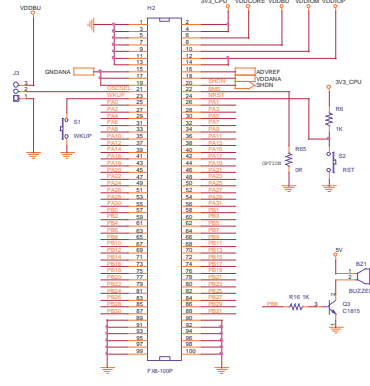 VDDBU H2 3V3_CPU VDDCORE VDDBU VDDIOM VDDIOP
1 2
3 4
5 6
7 8
9 10
11 12
13 14
GNDANA 15 16 ADVREF
17 18 VDDANA
J3 19 20 SHDN SHDN
3 OSCSEL 21 22 BMS 3V3_CPU
2 WKUP 23 24 NRST
1 PA0 25 26 PA1
PA2 27 28 PA3 R6
S1 PA4 29 30 PA5
PA6 31 32 PA7 1K
WKUP PA8 33 34 PA9
PA10 35 36 PA11
PA12 37 38 PA13 R65 S2
PA14 39 40 PA15
PA16 41 42 PA17 OPTION
PA18 43 44 PA19 0R RST
PA20 45 46 PA21
PA22 47 48 PA23
PA24 49 50 PA25
PA26 51 52 PA27
PA28 53 54 PA29
PA30 55 56 PA31
PB0 57 58 PB1
PB2 59 60 PB3
PB4 61 62 PB5
PB6 63 64 PB7
PB8 65 66 PB9
PB10 67 68 PB11
PB12 69 70 PB13 5V
PB14 71 72 PB15
PB16 73 74 PB17 BZ1
PB18 75 76 PB19 1
PB20 77 78 PB21 2
PB22 79 80 PB23
PB24 81 82 PB25 BUZZER
PB26 83 84 PB27
PB28 85 86 PB29 R16 1K Q3
PB30 87 88 PB31 C1815
89 90
91 92
93 94
95 96
97 98
99 100
FX8-100P